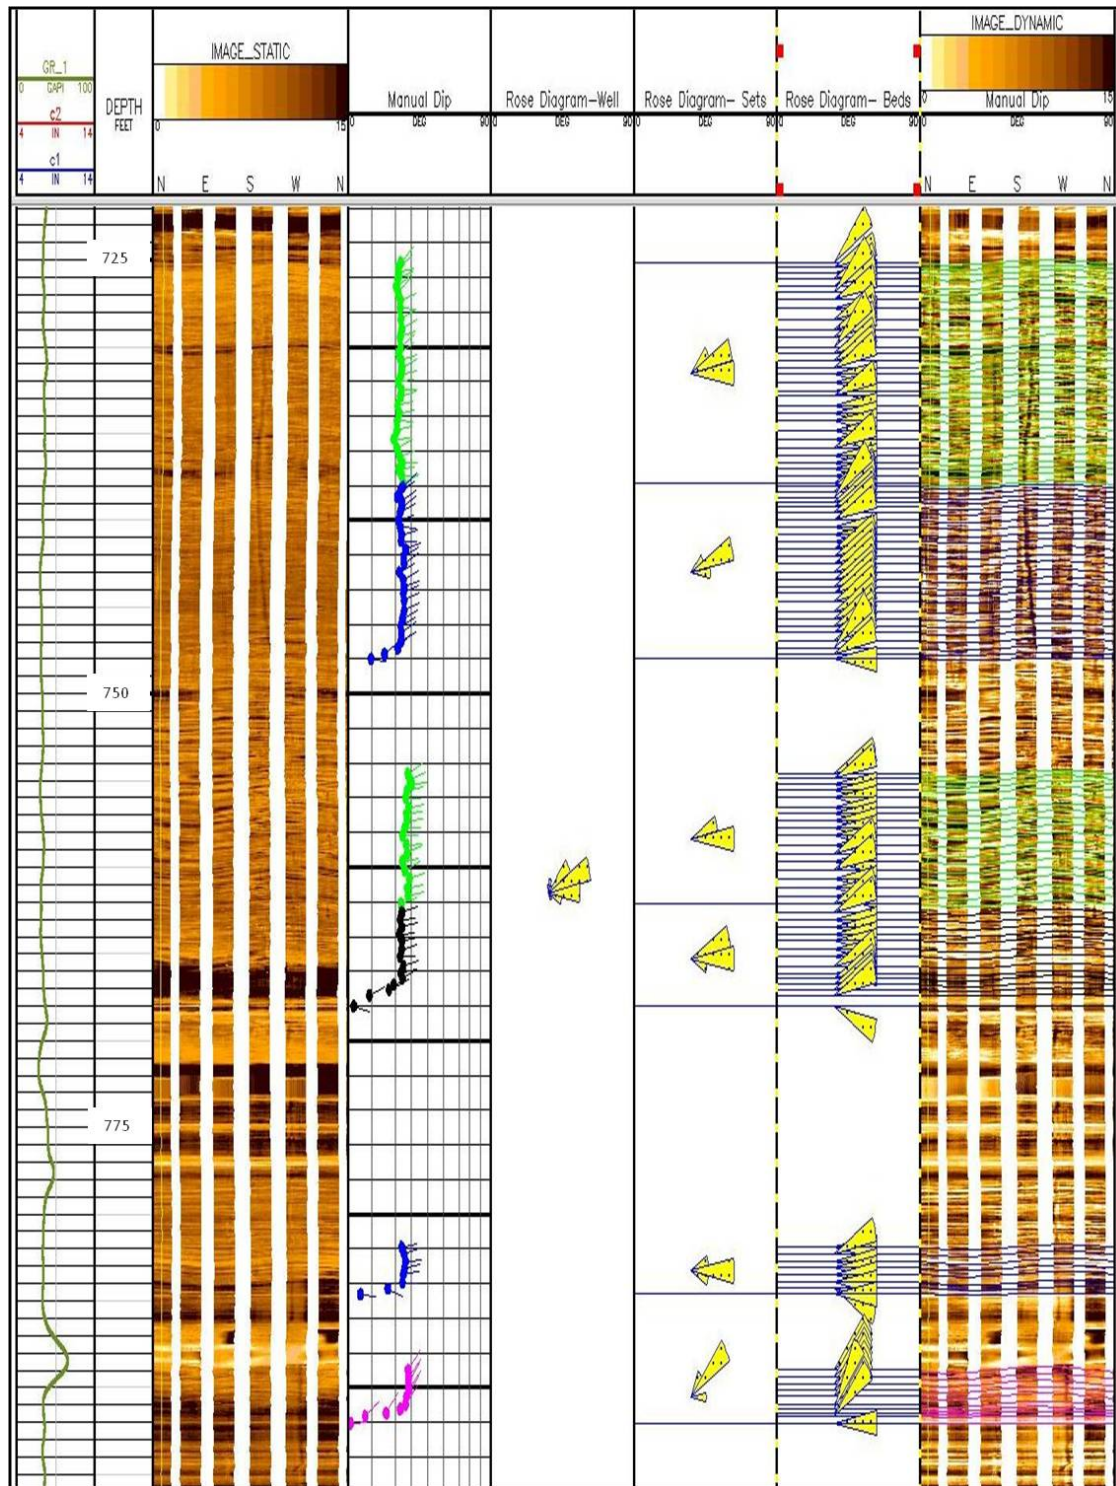 GR_1
0 GAPI 100
c2
4 IN 14
c1
4 IN 14
DEPTH
FEET
IMAGE_STATIC
0 15
N E S W N
Manual Dip
0 DEG 90
Rose Diagram-Well
0 DEG 90
Rose Diagram- Sets
0 DEG 90
Rose Diagram- Beds
0 DEG 90
IMAGE_DYNAMIC
0 15
Manual Dip
0 DEG 90
N E S W N
725
750
775